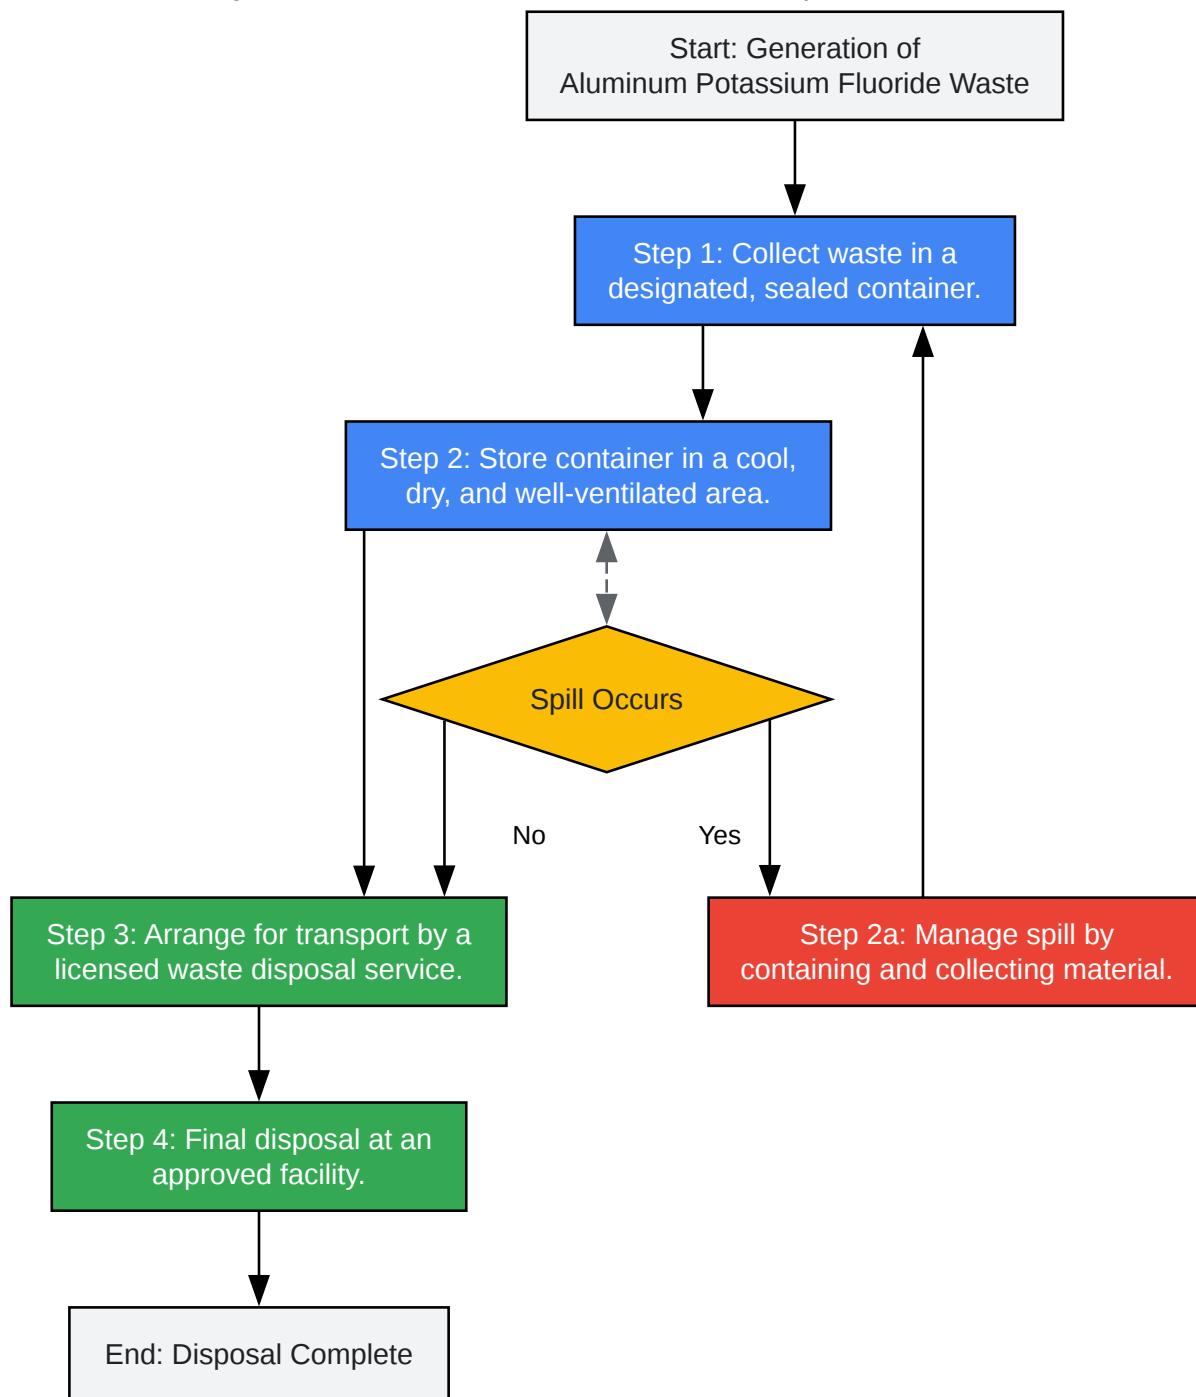 Start: Generation of
Aluminum Potassium Fluoride Waste
Step 1: Collect waste in a
designated, sealed container.
Step 2: Store container in a cool,
dry, and well-ventilated area.
Spill Occurs
No
Yes
Step 3: Arrange for transport by a
licensed waste disposal service.
Step 2a: Manage spill by
containing and collecting material.
Step 4: Final disposal at an
approved facility.
End: Disposal Complete